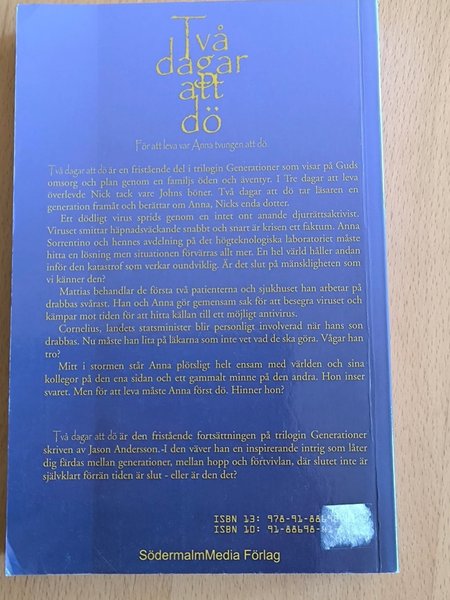 Två
dagar
att
dö
För att leva var Anna tvungen att dö.
Två dagar att dö är en fristående del i trilogin Generationer som visar på Guds
omsorg och plan genom en familjs öden och äventyr. I Tre dagar att leva
överlevde Nick tack vare Johns böner. Två dagar att dö tar läsaren en
generation framåt och berättar om Anna, Nicks enda dotter.
Ett dödligt virus sprids genom en intet ont anande djurrättsaktivist.
Viruset smittar häpnadsväckande snabbt och snart är krisen ett faktum. Anna
Sorrentino och hennes avdelning på det högteknologiska laboratoriet måste
hitta en lösning men situationen förvärras allt mer. En hel värld håller andan
inför den katastrof som verkar oundviklig. Är det slut på mänskligheten som
vi känner den?
Mattias behandlar de första två patienterna och sjukhuset han arbetar på
drabbas svårast. Han och Anna gör gemensam sak för att besegra viruset och
kämpar mot tiden för att hitta källan till ett möjligt antivirus.
Cornelius, landets statsminister blir personligt involverad när hans son
drabbas. Nu måste han lita på läkarna som inte vet vad de ska göra. Vågar han
tro?
Mitt i stormen står Anna plötsligt helt ensam med världen och sina
kollegor på den ena sidan och ett gammalt minne på den andra. Hon inser
svaret. Men för att leva måste Anna först dö. Hinner hon?
Två dagar att dö är den fristående fortsättningen på trilogin Generationer
skriven av Jason Andersson.-I den väver han en inspirerande intrig som låter
dig färdas mellan generationer, mellan hopp och förtvivlan, där slutet inte är
självklart förrän tiden är slut - eller är den det?
ISBN 13: 978-91-88698-
ISBN 10: 91-88698-41-
SödermalmMedia Förlag